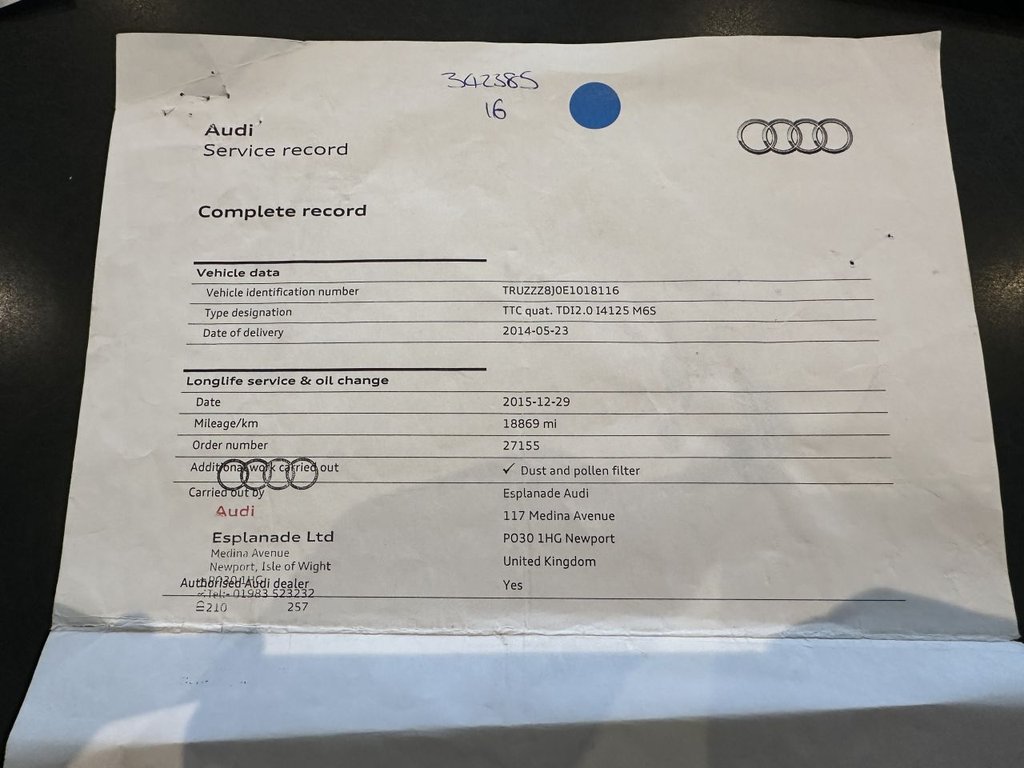 342385
16
Audi
Service record
Complete record
Vehicle data
Vehicle identification number TRUZZZ8J0E1018116
Type designation TTC quat. TDI2.0 I4125 M6S
Date of delivery 2014-05-23
Longlife service & oil change
Date 2015-12-29
Mileage/km 18869 mi
Order number 27155
Additional work carried out ✓ Dust and pollen filter
Carried out by Esplanade Audi
Audi
117 Medina Avenue
Esplanade Ltd
PO30 1HG Newport
Medina Avenue
Newport, Isle of Wight
United Kingdom
PO30 1HG
Authorised Audi dealer Yes
Tel:- 01983 523232
210 257